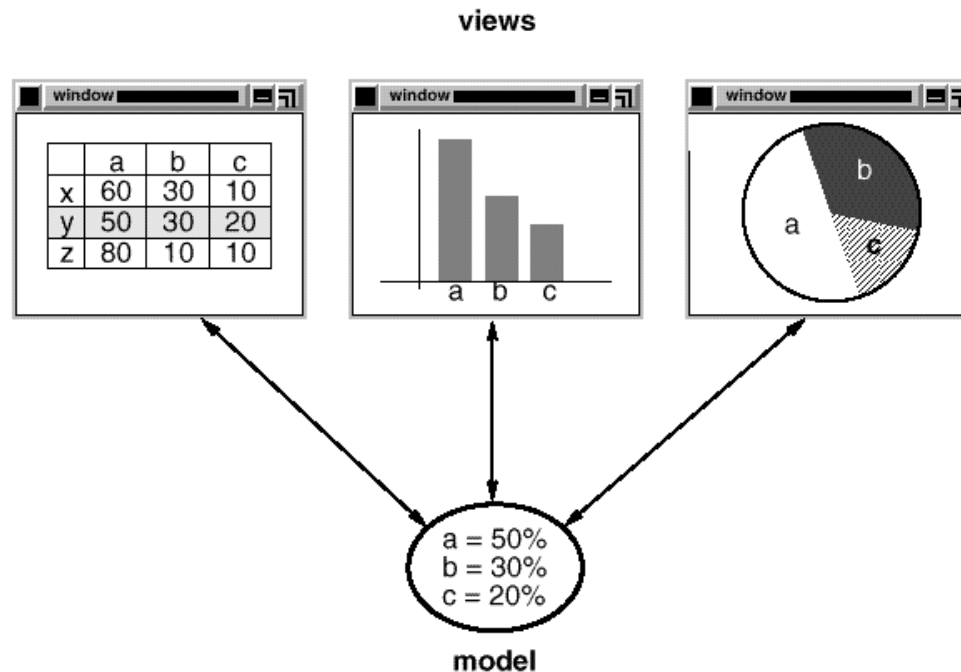 views
window
window
window
a b c
x 60 30 10
y 50 30 20
z 80 10 10
a b c
a
b
c
a = 50%
b = 30%
c = 20%
model